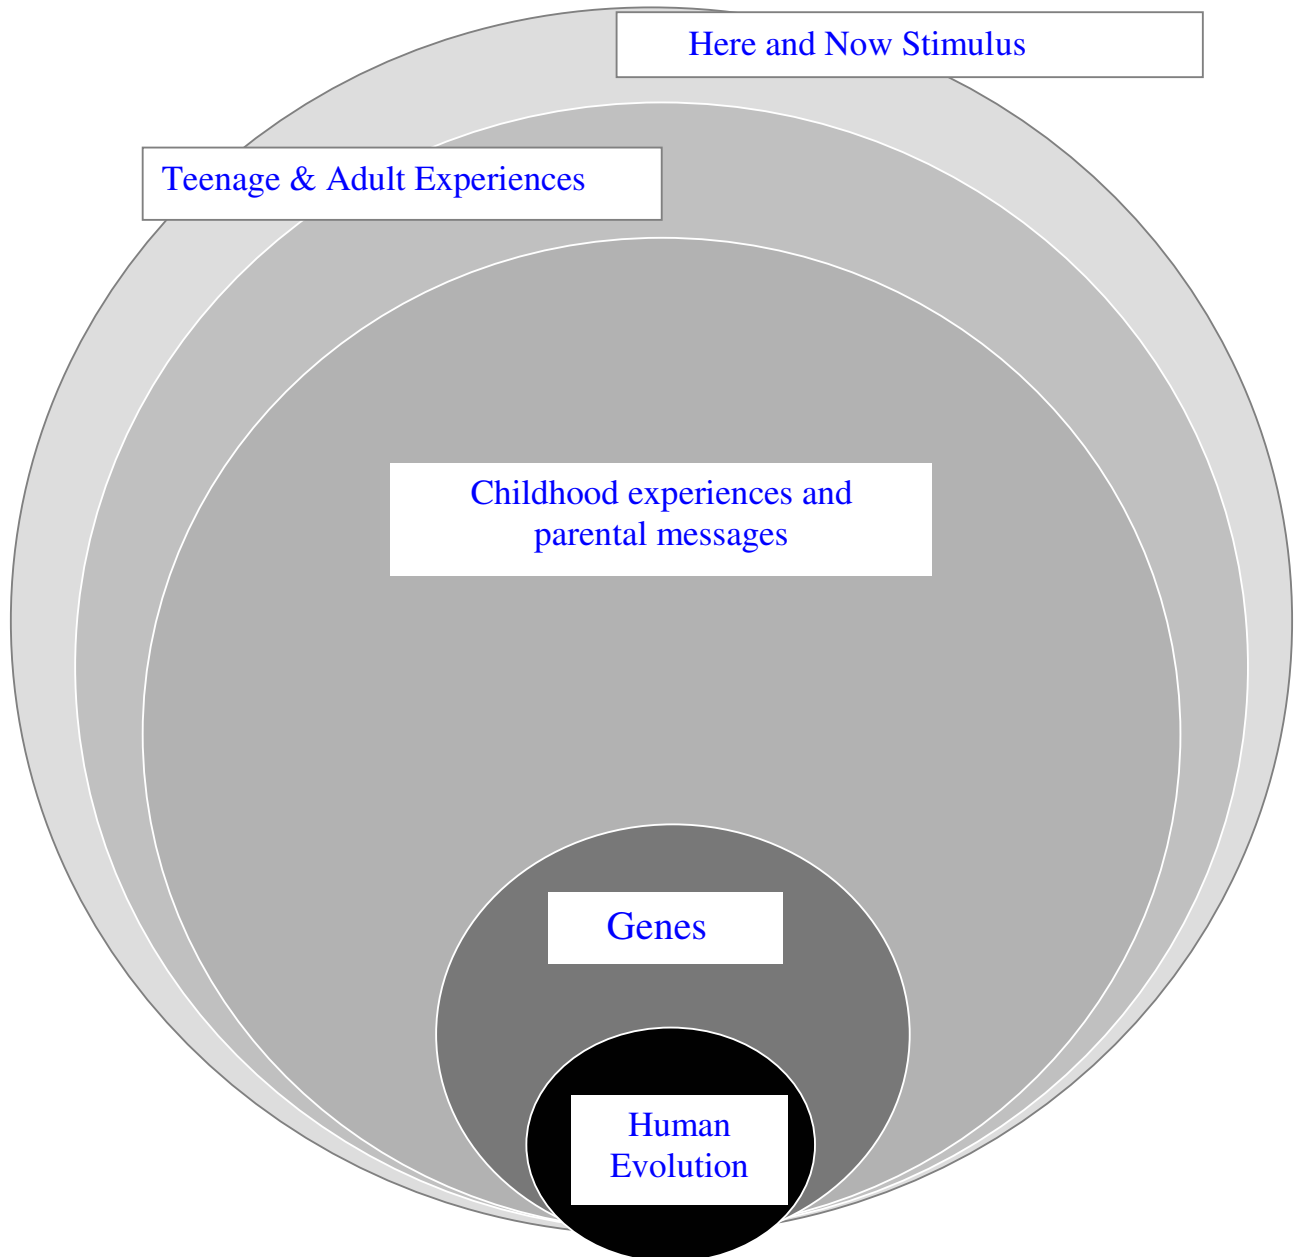 Here and Now Stimulus
Teenage & Adult Experiences
Childhood experiences and
parental messages
Genes
Human
Evolution